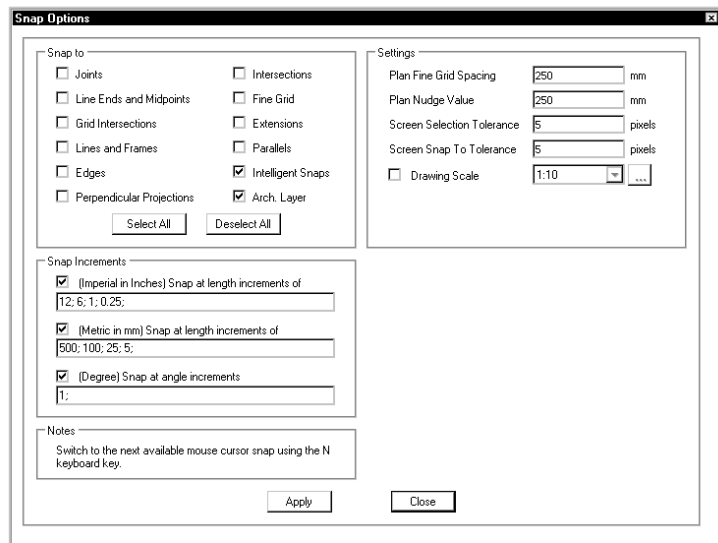 Snap Options
Snap to
Joints
Intersections
Line Ends and Midpoints
Fine Grid
Grid Intersections
Extensions
Lines and Frames
Parallels
Edges
Intelligent Snaps
Perpendicular Projections
Arch. Layer
Select All
Deselect All
Settings
Plan Fine Grid Spacing 250 mm
Plan Nudge Value 250 mm
Screen Selection Tolerance 5 pixels
Screen Snap To Tolerance 5 pixels
Drawing Scale 1:10 ...
Snap Increments
(Imperial in Inches) Snap at length increments of
12; 6; 1; 0.25;
(Metric in mm) Snap at length increments of
500; 100; 25; 5;
(Degree) Snap at angle increments
1;
Notes
Switch to the next available mouse cursor snap using the N
keyboard key.
Apply
Close